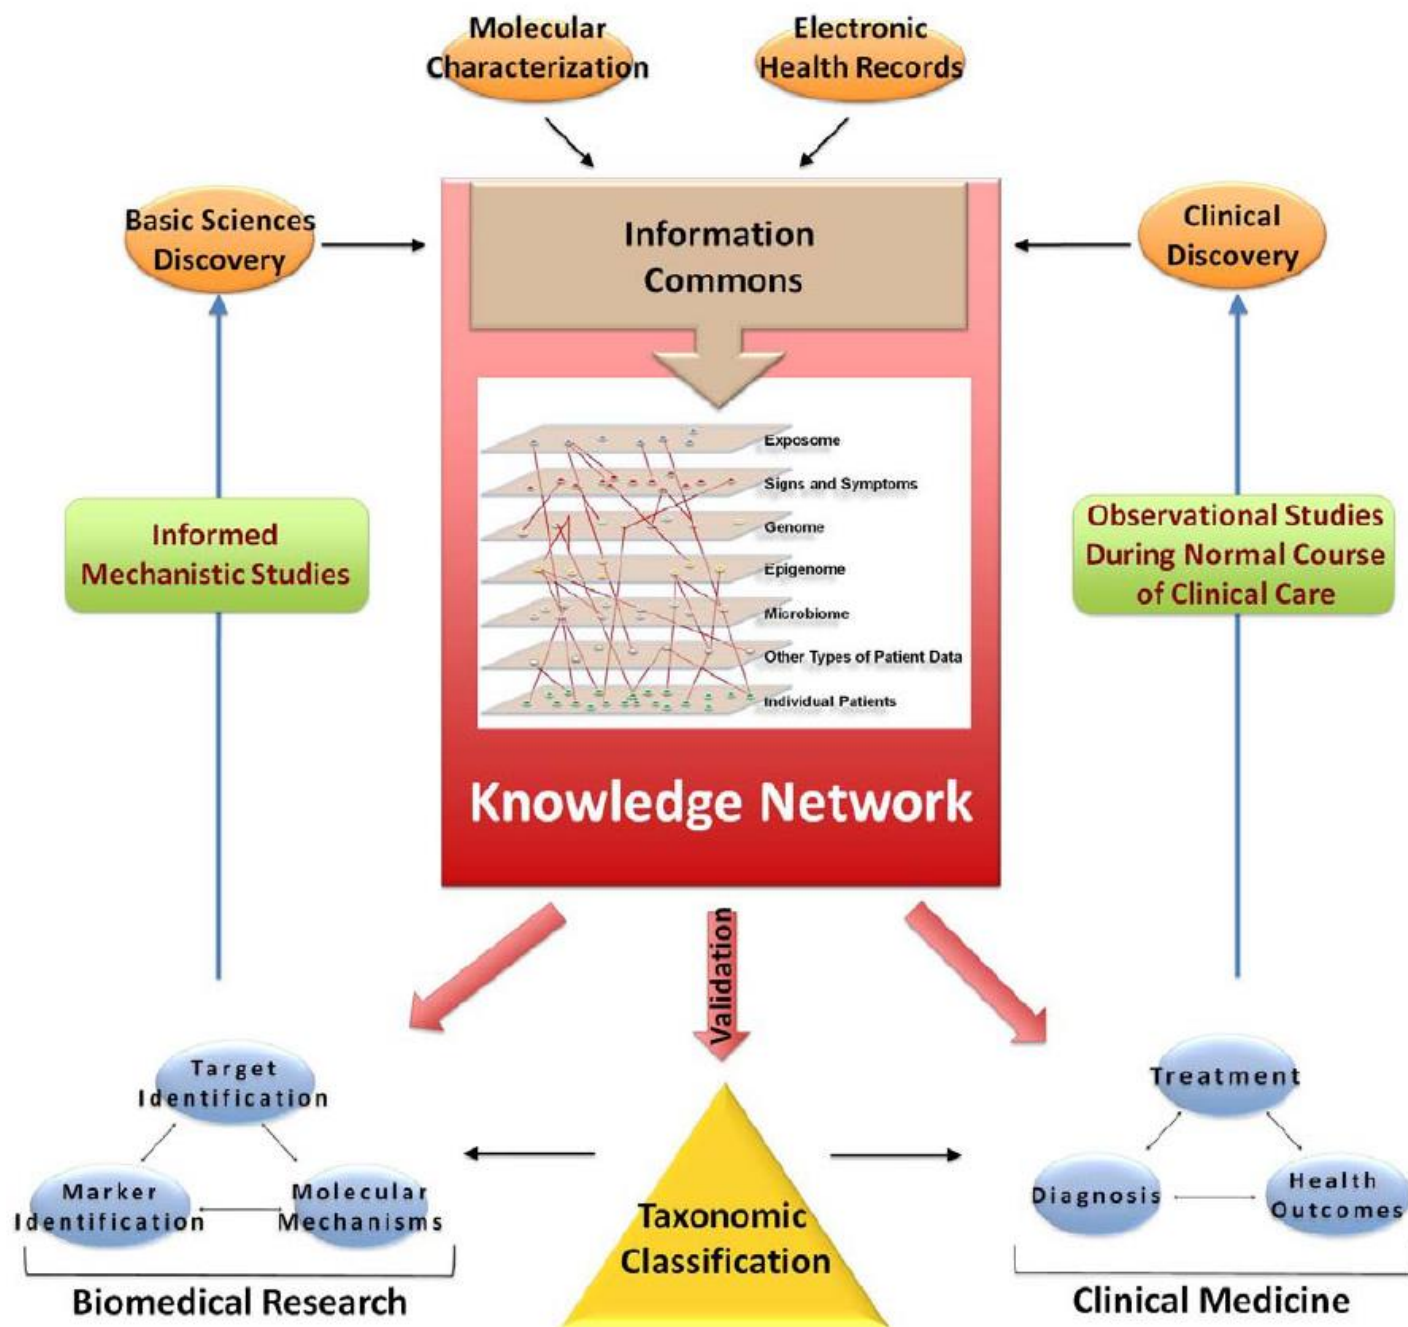 Molecular
Characterization
Electronic
Health Records
Basic Sciences
Discovery
Information
Commons
Clinical
Discovery
Exposome
Signs and Symptoms
Genome
Epigenome
Microbiome
Other Types of Patient Data
Individual Patients
Informed
Mechanistic Studies
Observational Studies
During Normal Course
of Clinical Care
Knowledge Network
Validation
Target
Identification
Marker
Identification
Molecular
Mechanisms
Biomedical Research
Taxonomic
Classification
Treatment
Diagnosis
Health
Outcomes
Clinical Medicine